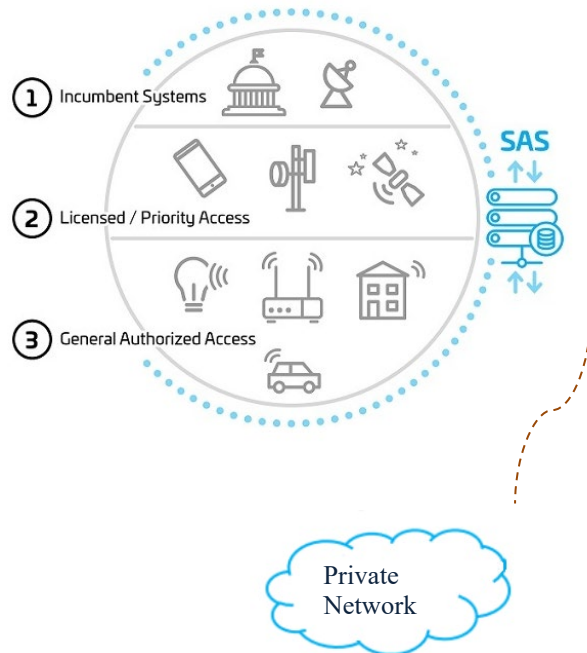 1 Incumbent Systems
SAS
2 Licensed / Priority Access
3 General Authorized Access
Private
Network